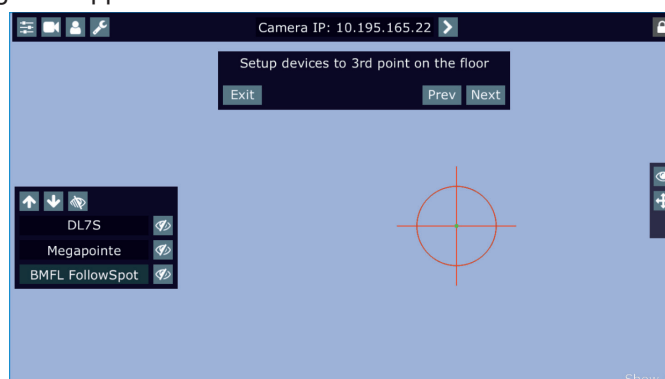 Camera IP: 10.195.165.22
Setup devices to 3rd point on the floor
Exit Prev Next
DL7S
Megapointe
BMFL FollowSpot
Show